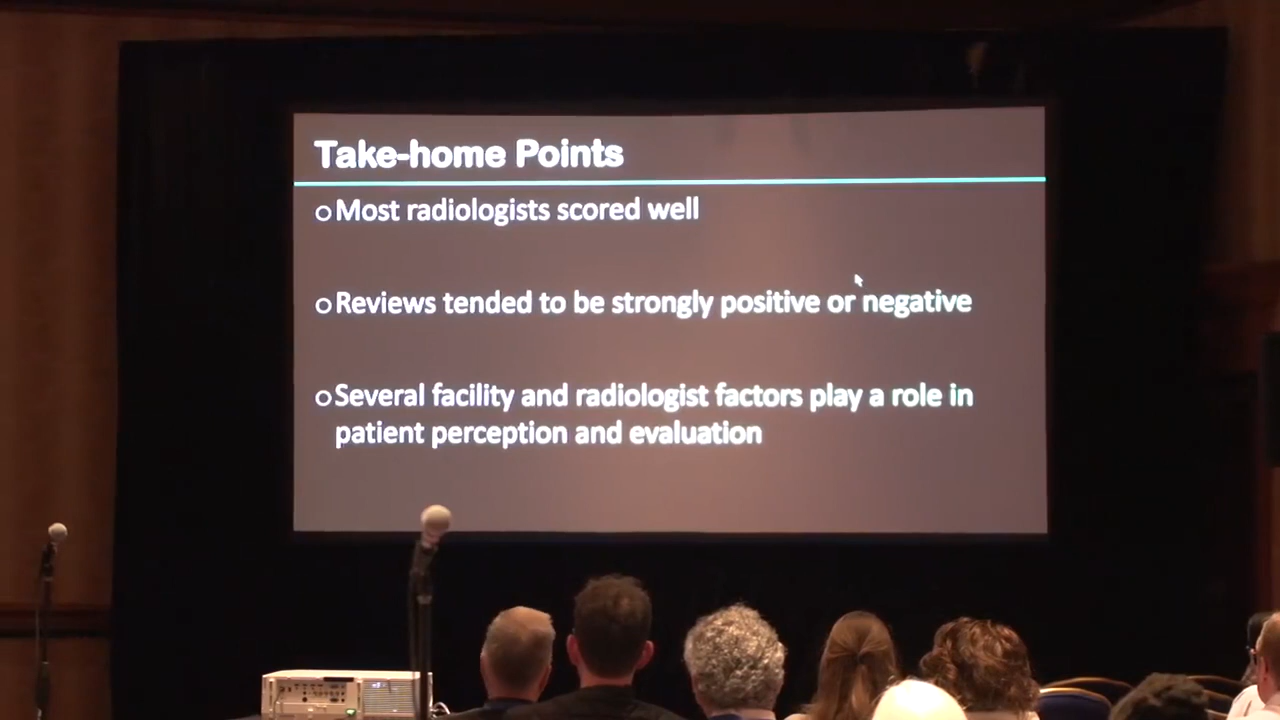 Take-home Points
Most radiologists scored well
Reviews tended to be strongly positive or negative
Several facility and radiologist factors play a role in
patient perception and evaluation